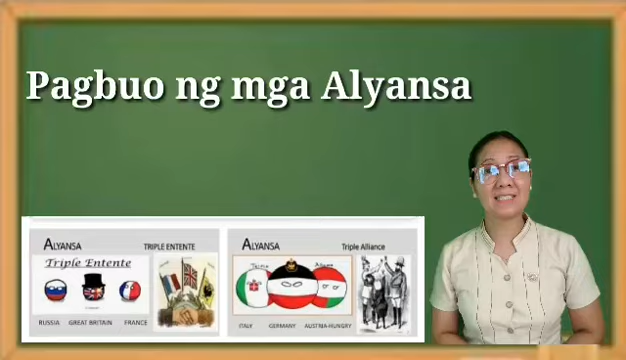 Pagbuo ng mga Alyansa
ALYANSA TRIPLE ENTENTE
Triple Entente
RUSSIA GREAT BRITAIN FRANCE
ALYANSA Triple Alliance
ITALY GERMANY AUSTRIA-HUNGRY